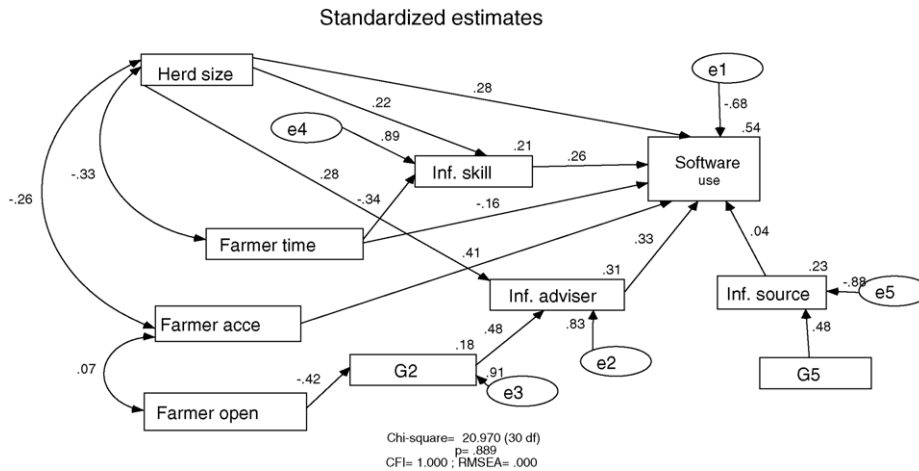 Standardized estimates
e1
Herd size
.28
-.68
.22
.54
e4
.89
.21
Software
use
Inf. skill
.26
-.33
.28
-.34
-.16
-.26
Farmer time
.33
.04
.41
.31
.23
-.88
Inf. adviser
Inf. source
e5
Farmer acce
.48
.83
.48
.18
e2
.07
G2
G5
-.42
.91
e3
Farmer open
Chi-square= 20.970 (30 df)
p= .889
CFI= 1.000 ; RMSEA= .000